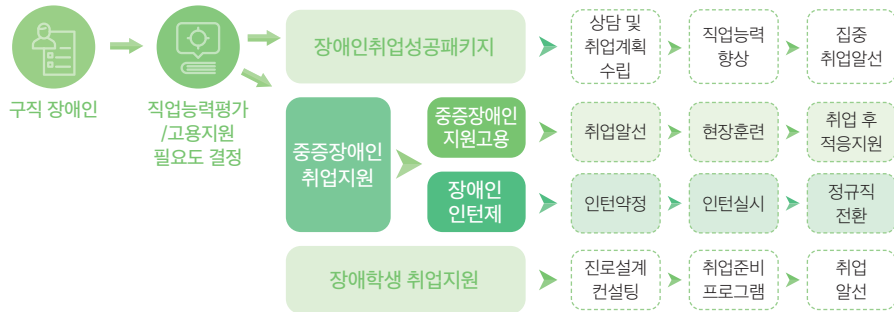 구직 장애인
직업능력평가
/고용지원
필요도 결정
장애인취업성공패키지
상담 및
취업계획
수립
직업능력
향상
집중
취업알선
중증장애인
취업지원
중증장애인
지원고용
취업알선
현장훈련
취업 후
적응지원
장애인
인턴제
인턴약정
인턴실시
정규직
전환
장애학생 취업지원
진로설계
컨설팅
취업준비
프로그램
취업
알선